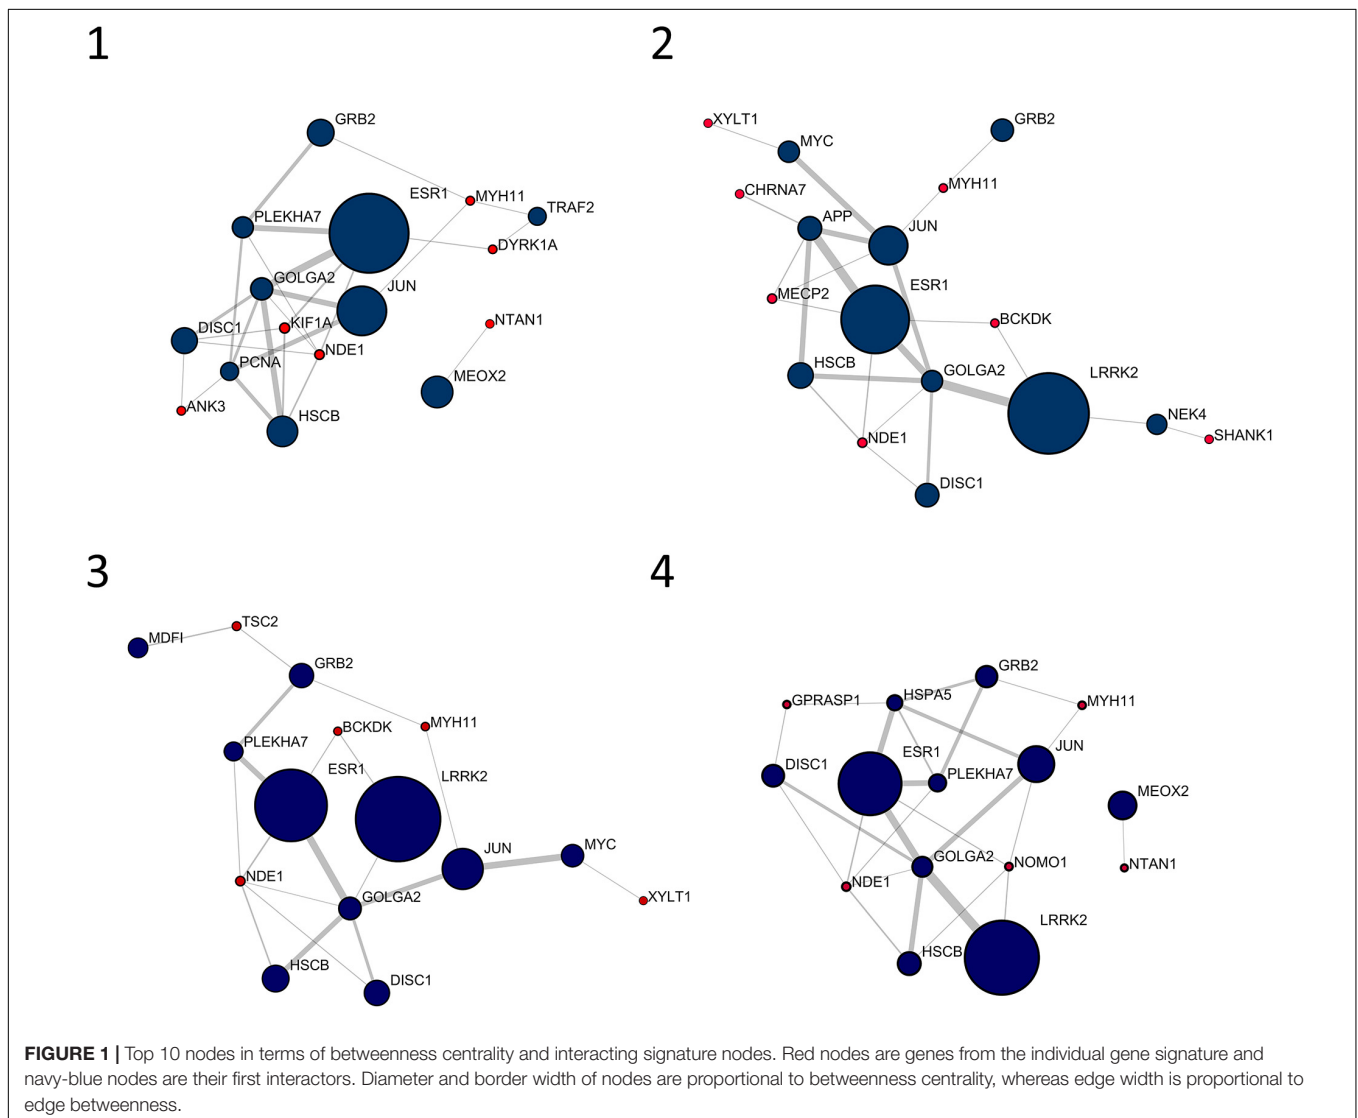 1
GRB2
ESR1
MYH11
TRAF2
PLEKHA7
DYRK1A
GOLGA2
JUN
KIF1A
NTAN1
DISC1
NDE1
PCNA
MEOX2
ANK3
HSCB
2
XYLT1
GRB2
MYC
MYH11
CHRNA7
APP
JUN
ESR1
MECP2
BCKDK
HSCB
GOLGA2
LRRK2
NEK4
NDE1
SHANK1
DISC1
3
TSC2
MDFI
GRB2
MYH11
BCKDK
PLEKHA7
ESR1
LRRK2
JUN
MYC
NDE1
GOLGA2
XYLT1
HSCB
DISC1
4
GRB2
HSPA5
GPRASP1
MYH11
JUN
ESR1
DISC1
PLEKHA7
MEOX2
GOLGA2
NOMO1
NTAN1
NDE1
LRRK2
HSCB
FIGURE 1 | Top 10 nodes in terms of betweenness centrality and interacting signature nodes. Red nodes are genes from the individual gene signature and
navy-blue nodes are their first interactors. Diameter and border width of nodes are proportional to betweenness centrality, whereas edge width is proportional to
edge betweenness.